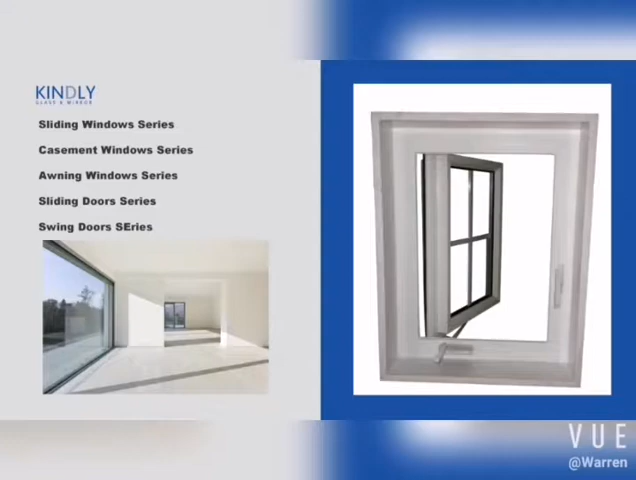 KINDLY
GLASS & MIRROR
Sliding Windows Series
Casement Windows Series
Awning Windows Series
Sliding Doors Series
Swing Doors SEries
VUE
@Warren